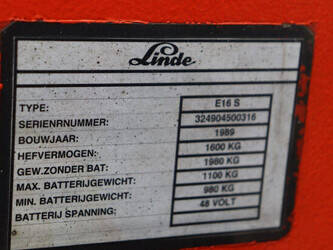 Linde
TYPE: E16 S
SERIENRNUMMER: 324904500316
BOUWJAAR: 1989
HEFVERMOGEN: 1600 KG
GEW.ZONDER BAT: 1980 KG
MAX. BATTERIJGEWICHT: 1100 KG
MIN. BATTERIJGEWICHT: 980 KG
BATTERIJ SPANNING: 48 VOLT